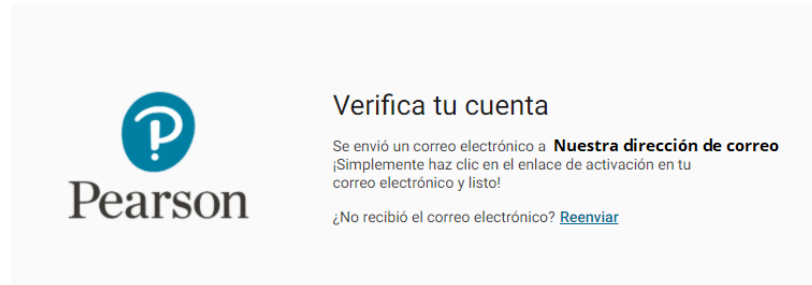 Verifica tu cuenta
Se envió un correo electrónico a Nuestra dirección de correo
¡Simplemente haz clic en el enlace de activación en tu
correo electrónico y listo!
¿No recibió el correo electrónico? Reenviar
Pearson